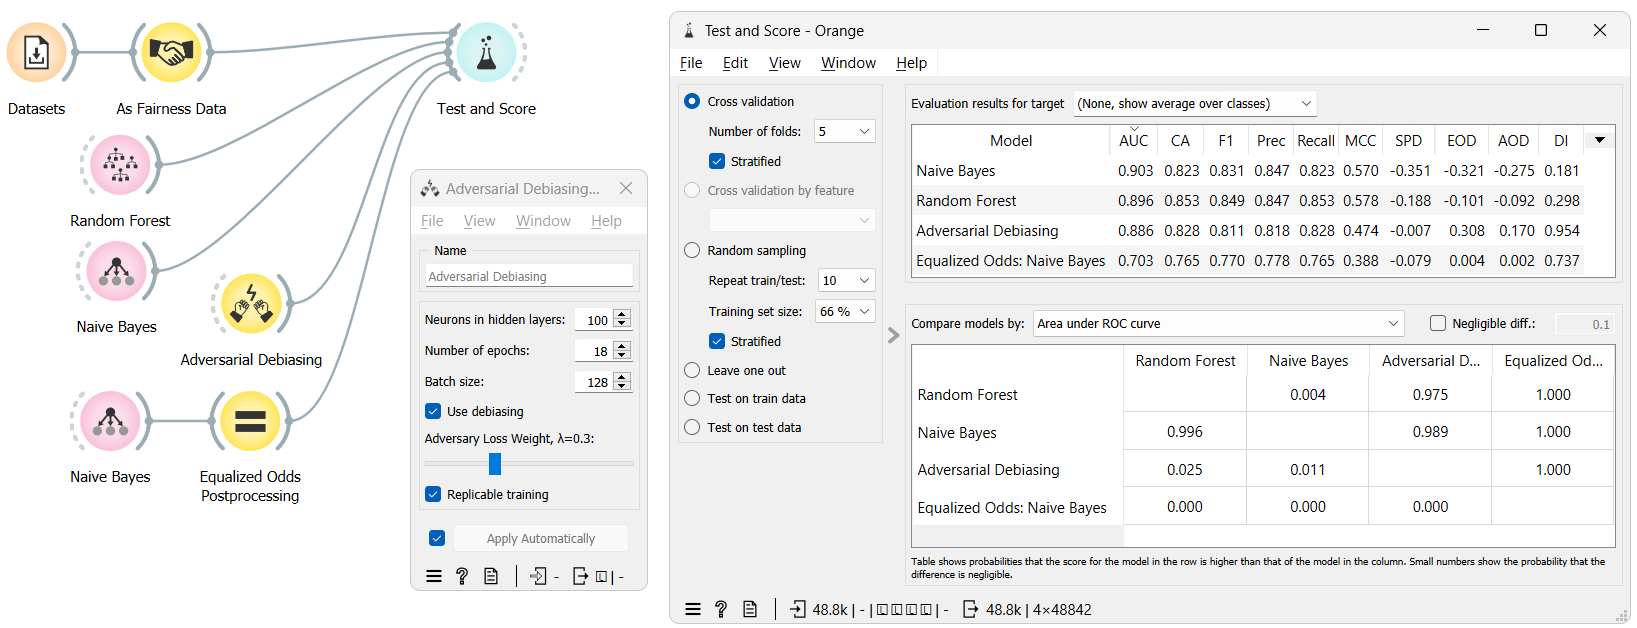 Datasets
As Fairness Data
Test and Score
Random Forest
Naive Bayes
Adversarial Debiasing
Naive Bayes
Equalized Odds
Postprocessing
Adversarial Debiasing...
File View Window Help
Name
Adversarial Debiasing
Neurons in hidden layers: 100
Number of epochs: 18
Batch size: 128
Use debiasing
Adversary Loss Weight, λ=0.3:
Replicable training
Apply Automatically
? - | -
Test and Score - Orange
File Edit View Window Help
Cross validation
Number of folds: 5
Stratified
Cross validation by feature
Random sampling
Repeat train/test: 10
Training set size: 66 %
Stratified
Leave one out
Test on train data
Test on test data
Evaluation results for target (None, show average over classes)
Model AUC CA F1 Prec Recall MCC SPD EOD AOD DI
Naive Bayes 0.903 0.823 0.831 0.847 0.823 0.570 -0.351 -0.321 -0.275 0.181
Random Forest 0.896 0.853 0.849 0.847 0.853 0.578 -0.188 -0.101 -0.092 0.298
Adversarial Debiasing 0.886 0.828 0.811 0.818 0.828 0.474 -0.007 0.308 0.170 0.954
Equalized Odds: Naive Bayes 0.703 0.765 0.770 0.778 0.765 0.388 -0.079 0.004 0.002 0.737
Compare models by: Area under ROC curve Negligible diff.: 0.1
Random Forest Naive Bayes Adversarial D... Equalized Od...
Random Forest 0.004 0.975 1.000
Naive Bayes 0.996 0.989 1.000
Adversarial Debiasing 0.025 0.011 1.000
Equalized Odds: Naive Bayes 0.000 0.000 0.000
Table shows probabilities that the score for the model in the row is higher than that of the model in the column. Small numbers show the probability that the
difference is negligible.
? 48.8k | - | | - 48.8k | 4×48842